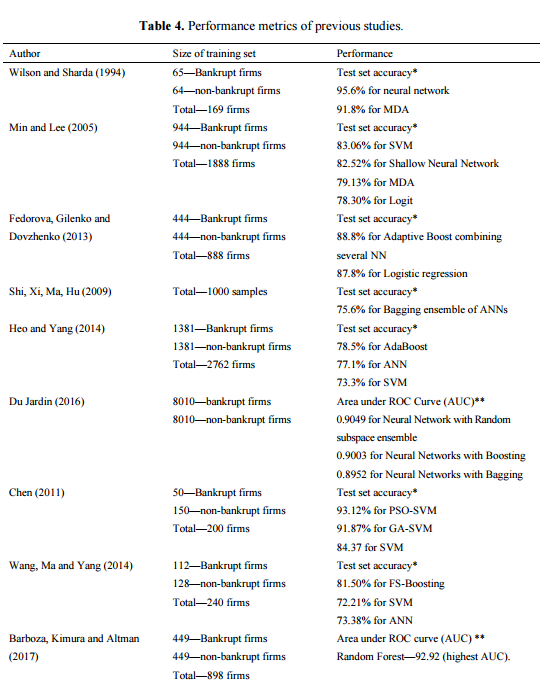 Table 4. Performance metrics of previous studies.
Author Size of training set Performance
Wilson and Sharda (1994) 65—Bankrupt firms Test set accuracy*
64—non-bankrupt firms 95.6% for neural network
Total—169 firms 91.8% for MDA
Min and Lee (2005) 944—Bankrupt firms Test set accuracy*
944—non-bankrupt firms 83.06% for SVM
Total—1888 firms 82.52% for Shallow Neural Network
79.13% for MDA
78.30% for Logit
Fedorova, Gilenko and 444—Bankrupt firms Test set accuracy*
Dovzhenko (2013) 444—non-bankrupt firms 88.8% for Adaptive Boost combining
Total—888 firms several NN
87.8% for Logistic regression
Shi, Xi, Ma, Hu (2009) Total—1000 samples Test set accuracy*
75.6% for Bagging ensemble of ANNs
Heo and Yang (2014) 1381—Bankrupt firms Test set accuracy*
1381—non-bankrupt firms 78.5% for AdaBoost
Total—2762 firms 77.1% for ANN
73.3% for SVM
Du Jardin (2016) 8010—bankrupt firms Area under ROC Curve (AUC)**
8010—non-bankrupt firms 0.9049 for Neural Network with Random
subspace ensemble
0.9003 for Neural Networks with Boosting
0.8952 for Neural Networks with Bagging
Chen (2011) 50—Bankrupt firms Test set accuracy*
150—non-bankrupt firms 93.12% for PSO-SVM
Total—200 firms 91.87% for GA-SVM
84.37 for SVM
Wang, Ma and Yang (2014) 112—Bankrupt firms Test set accuracy*
128—non-bankrupt firms 81.50% for FS-Boosting
Total—240 firms 72.21% for SVM
73.38% for ANN
Barboza, Kimura and Altman 449—Bankrupt firms Area under ROC curve (AUC) **
(2017) 449—non-bankrupt firms Random Forest—92.92 (highest AUC).
Total—898 firms